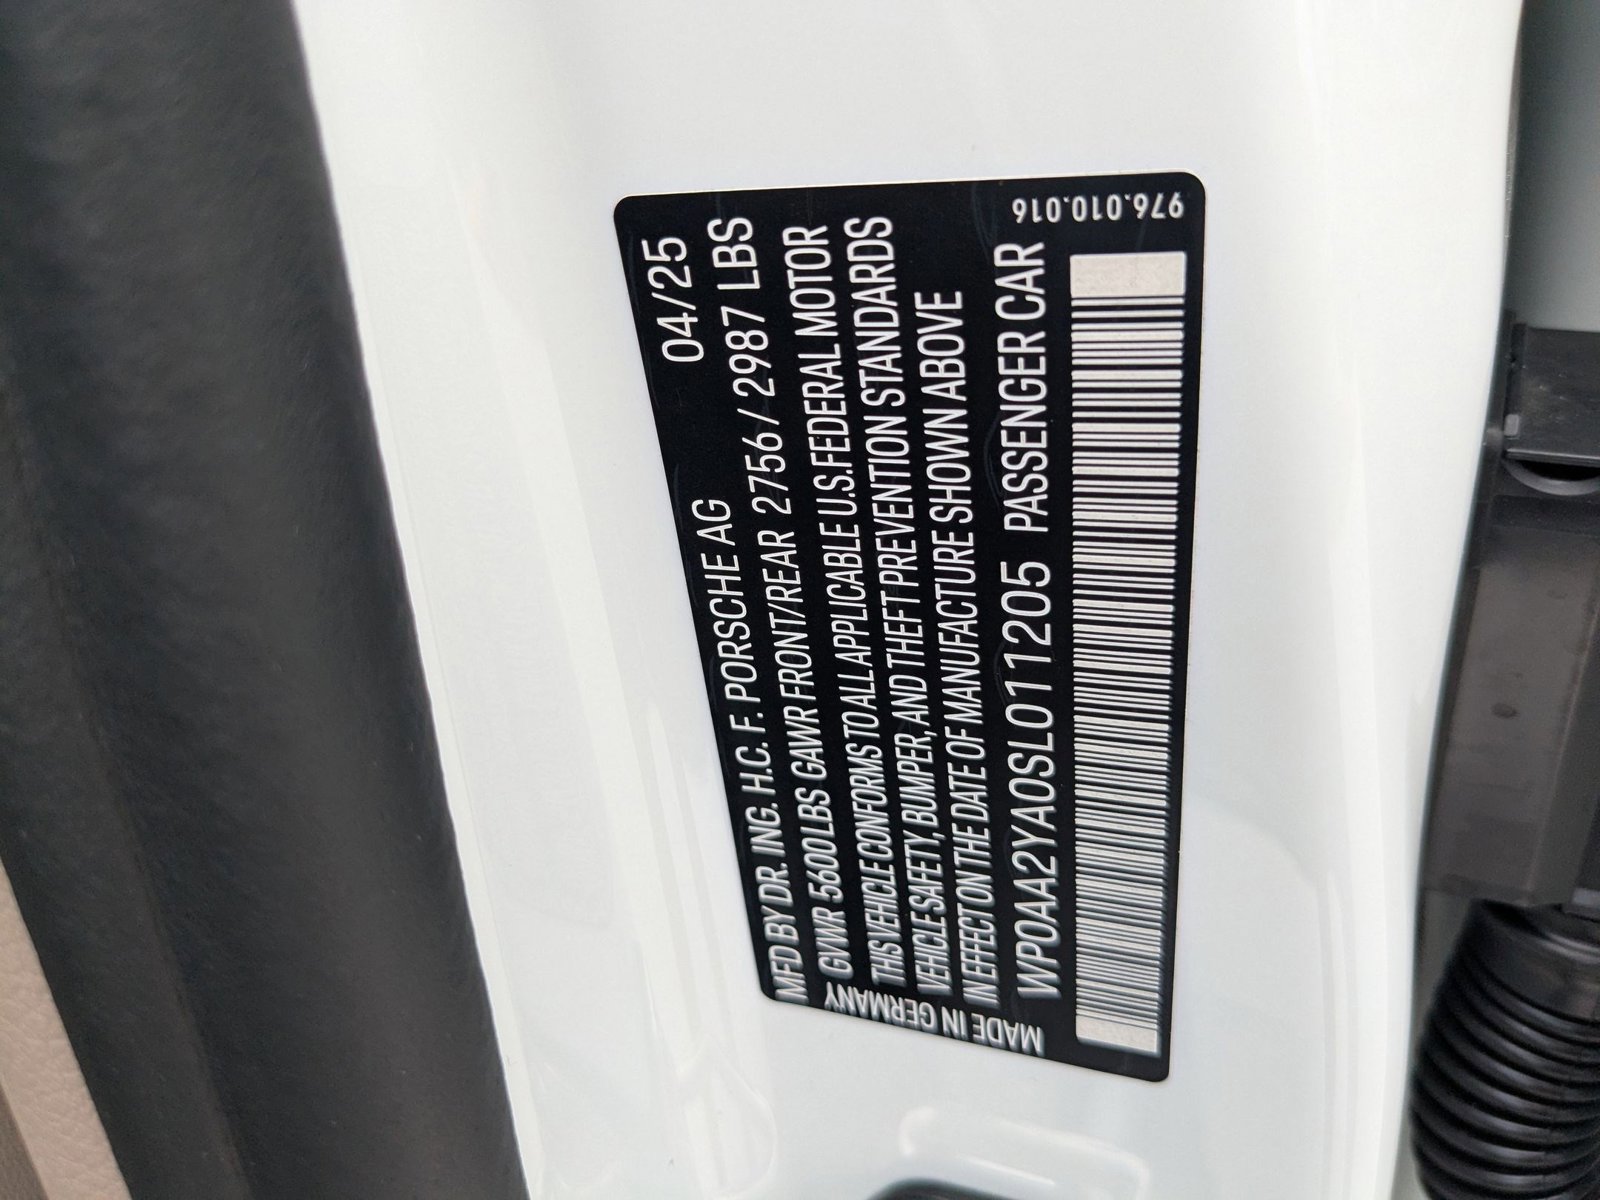 MFD BY DR. ING. H.C. F. PORSCHE AG 04/25
GVWR 5600 LBS GAWR FRONT/REAR 2756/2987 LBS
THIS VEHICLE CONFORMS TO ALL APPLICABLE U.S. FEDERAL MOTOR
VEHICLE SAFETY, BUMPER, AND THEFT PREVENTION STANDARDS
IN EFFECT ON THE DATE OF MANUFACTURE SHOWN ABOVE
WP0AA2YA0SL011205 PASSENGER CAR
MADE IN GERMANY
976.010.016